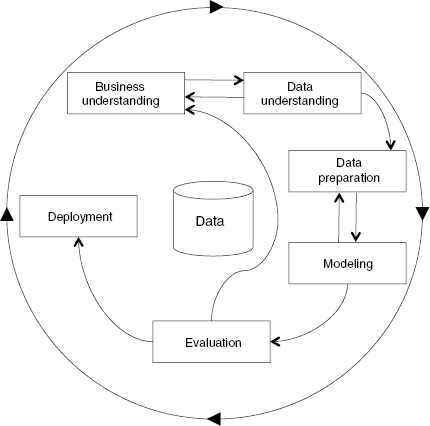 Business
understanding
Data
understanding
Data
preparation
Deployment
Data
Modeling
Evaluation